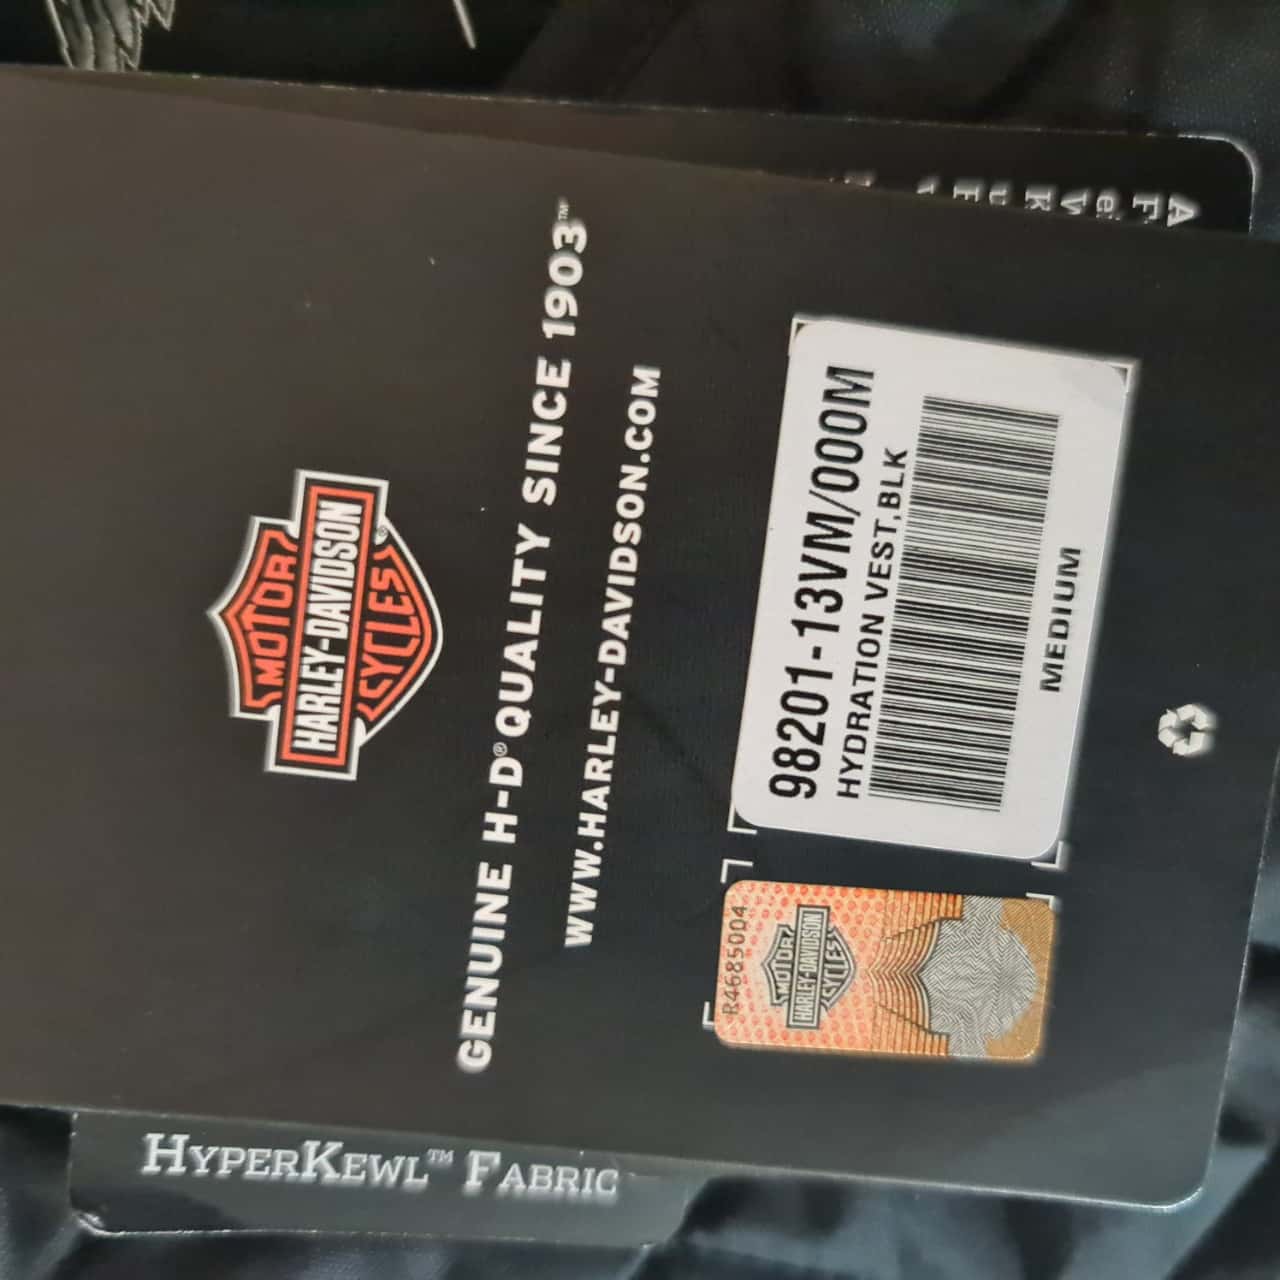 MOTOR
HARLEY-DAVIDSON
CYCLES
®
GENUINE H-D® QUALITY SINCE 1903™
WWW.HARLEY-DAVIDSON.COM
98201-13VM/000M
HYDRATION VEST,BLK
MEDIUM
R4685004
MOTOR
HARLEY-DAVIDSON
CYCLES
HYPERKEWL™ FABRIC